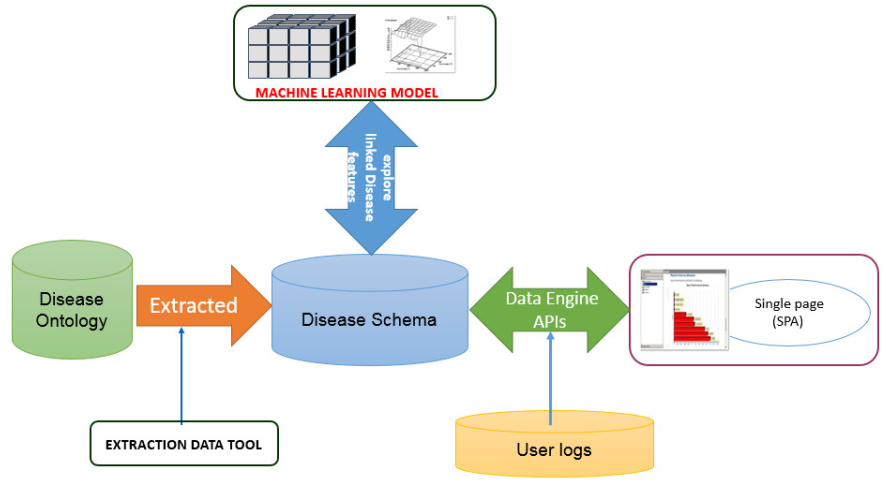 MACHINE LEARNING MODEL
explore
linked Disease
features
Disease
Ontology
Extracted
Disease Schema
Data Engine
APIs
Single page
(SPA)
EXTRACTION DATA TOOL
User logs